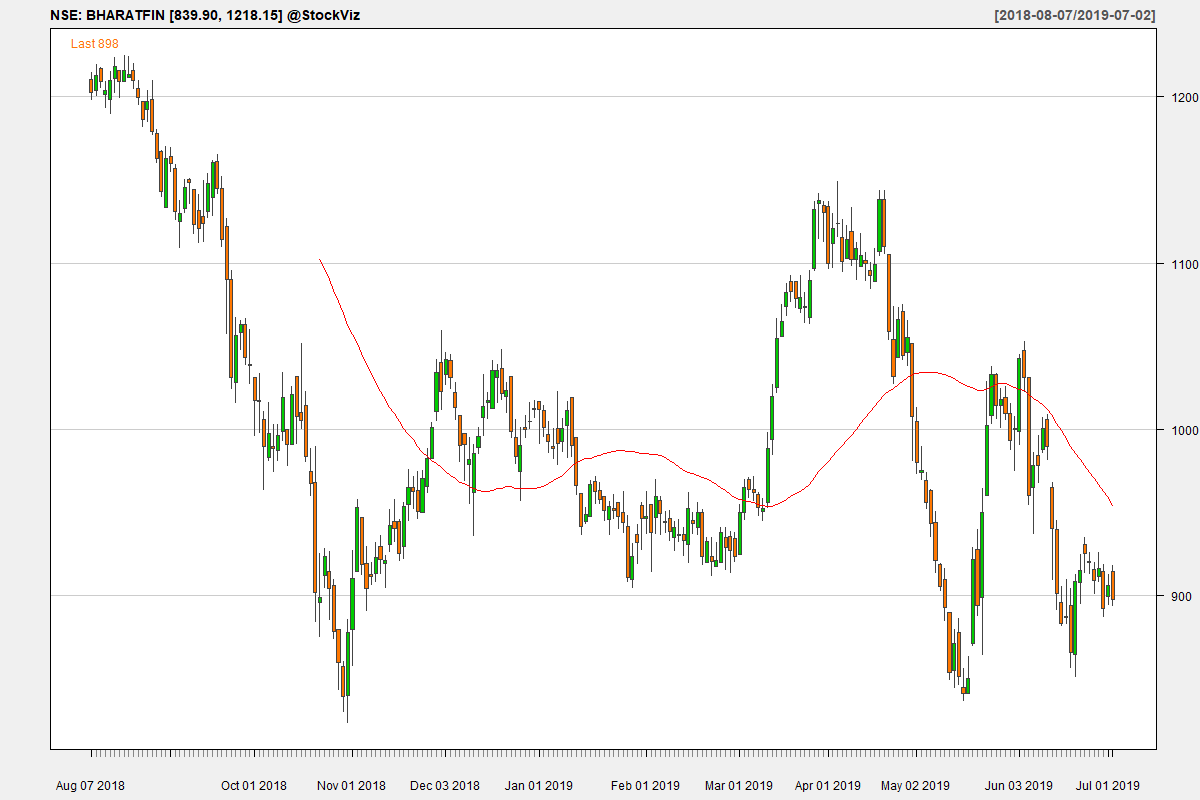 NSE: BHARATFIN [839.90, 1218.15] @StockViz [2018-08-07/2019-07-02]
Last 898
1200
1100
1000
900
Aug 07 2018 Oct 01 2018 Nov 01 2018 Dec 03 2018 Jan 01 2019 Feb 01 2019 Mar 01 2019 Apr 01 2019 May 02 2019 Jun 03 2019 Jul 01 2019